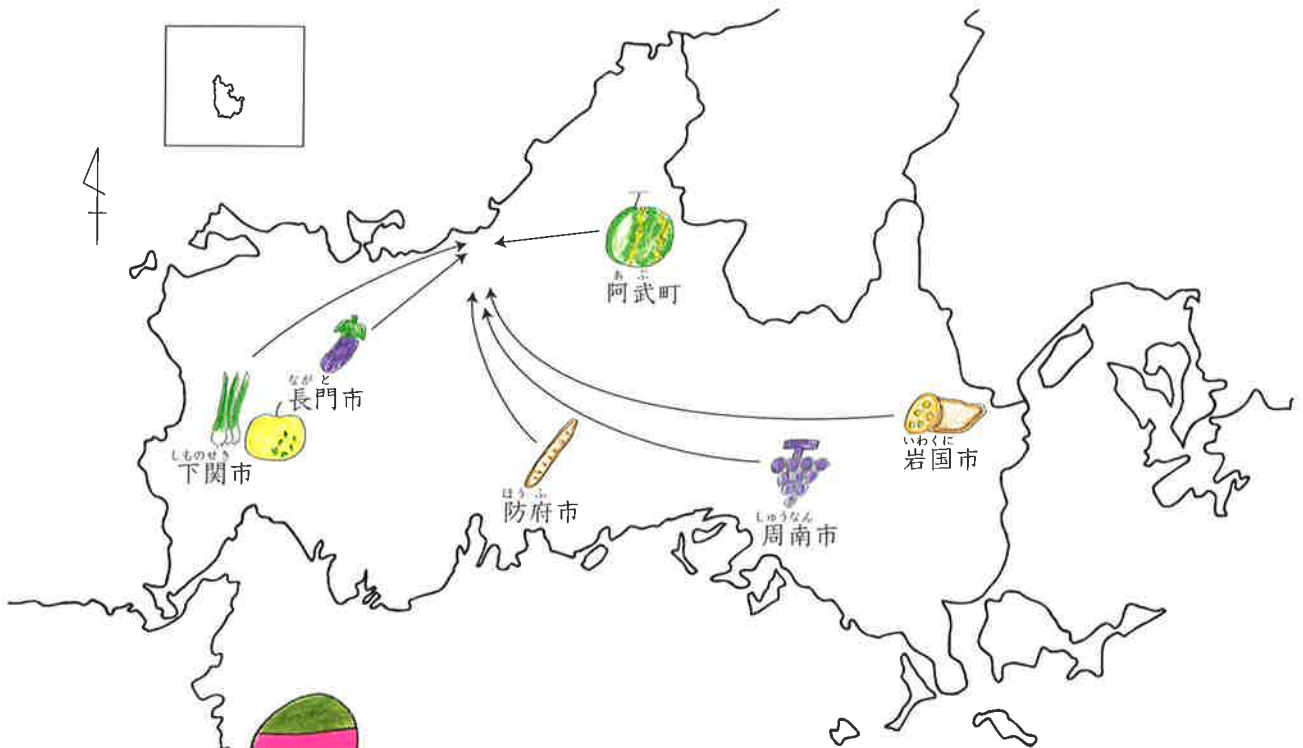 あぶ
阿武町
ながと
長門市
しものせき
下関市
いわくに
岩国市
ほうふ
防府市
しゅうなん
周南市